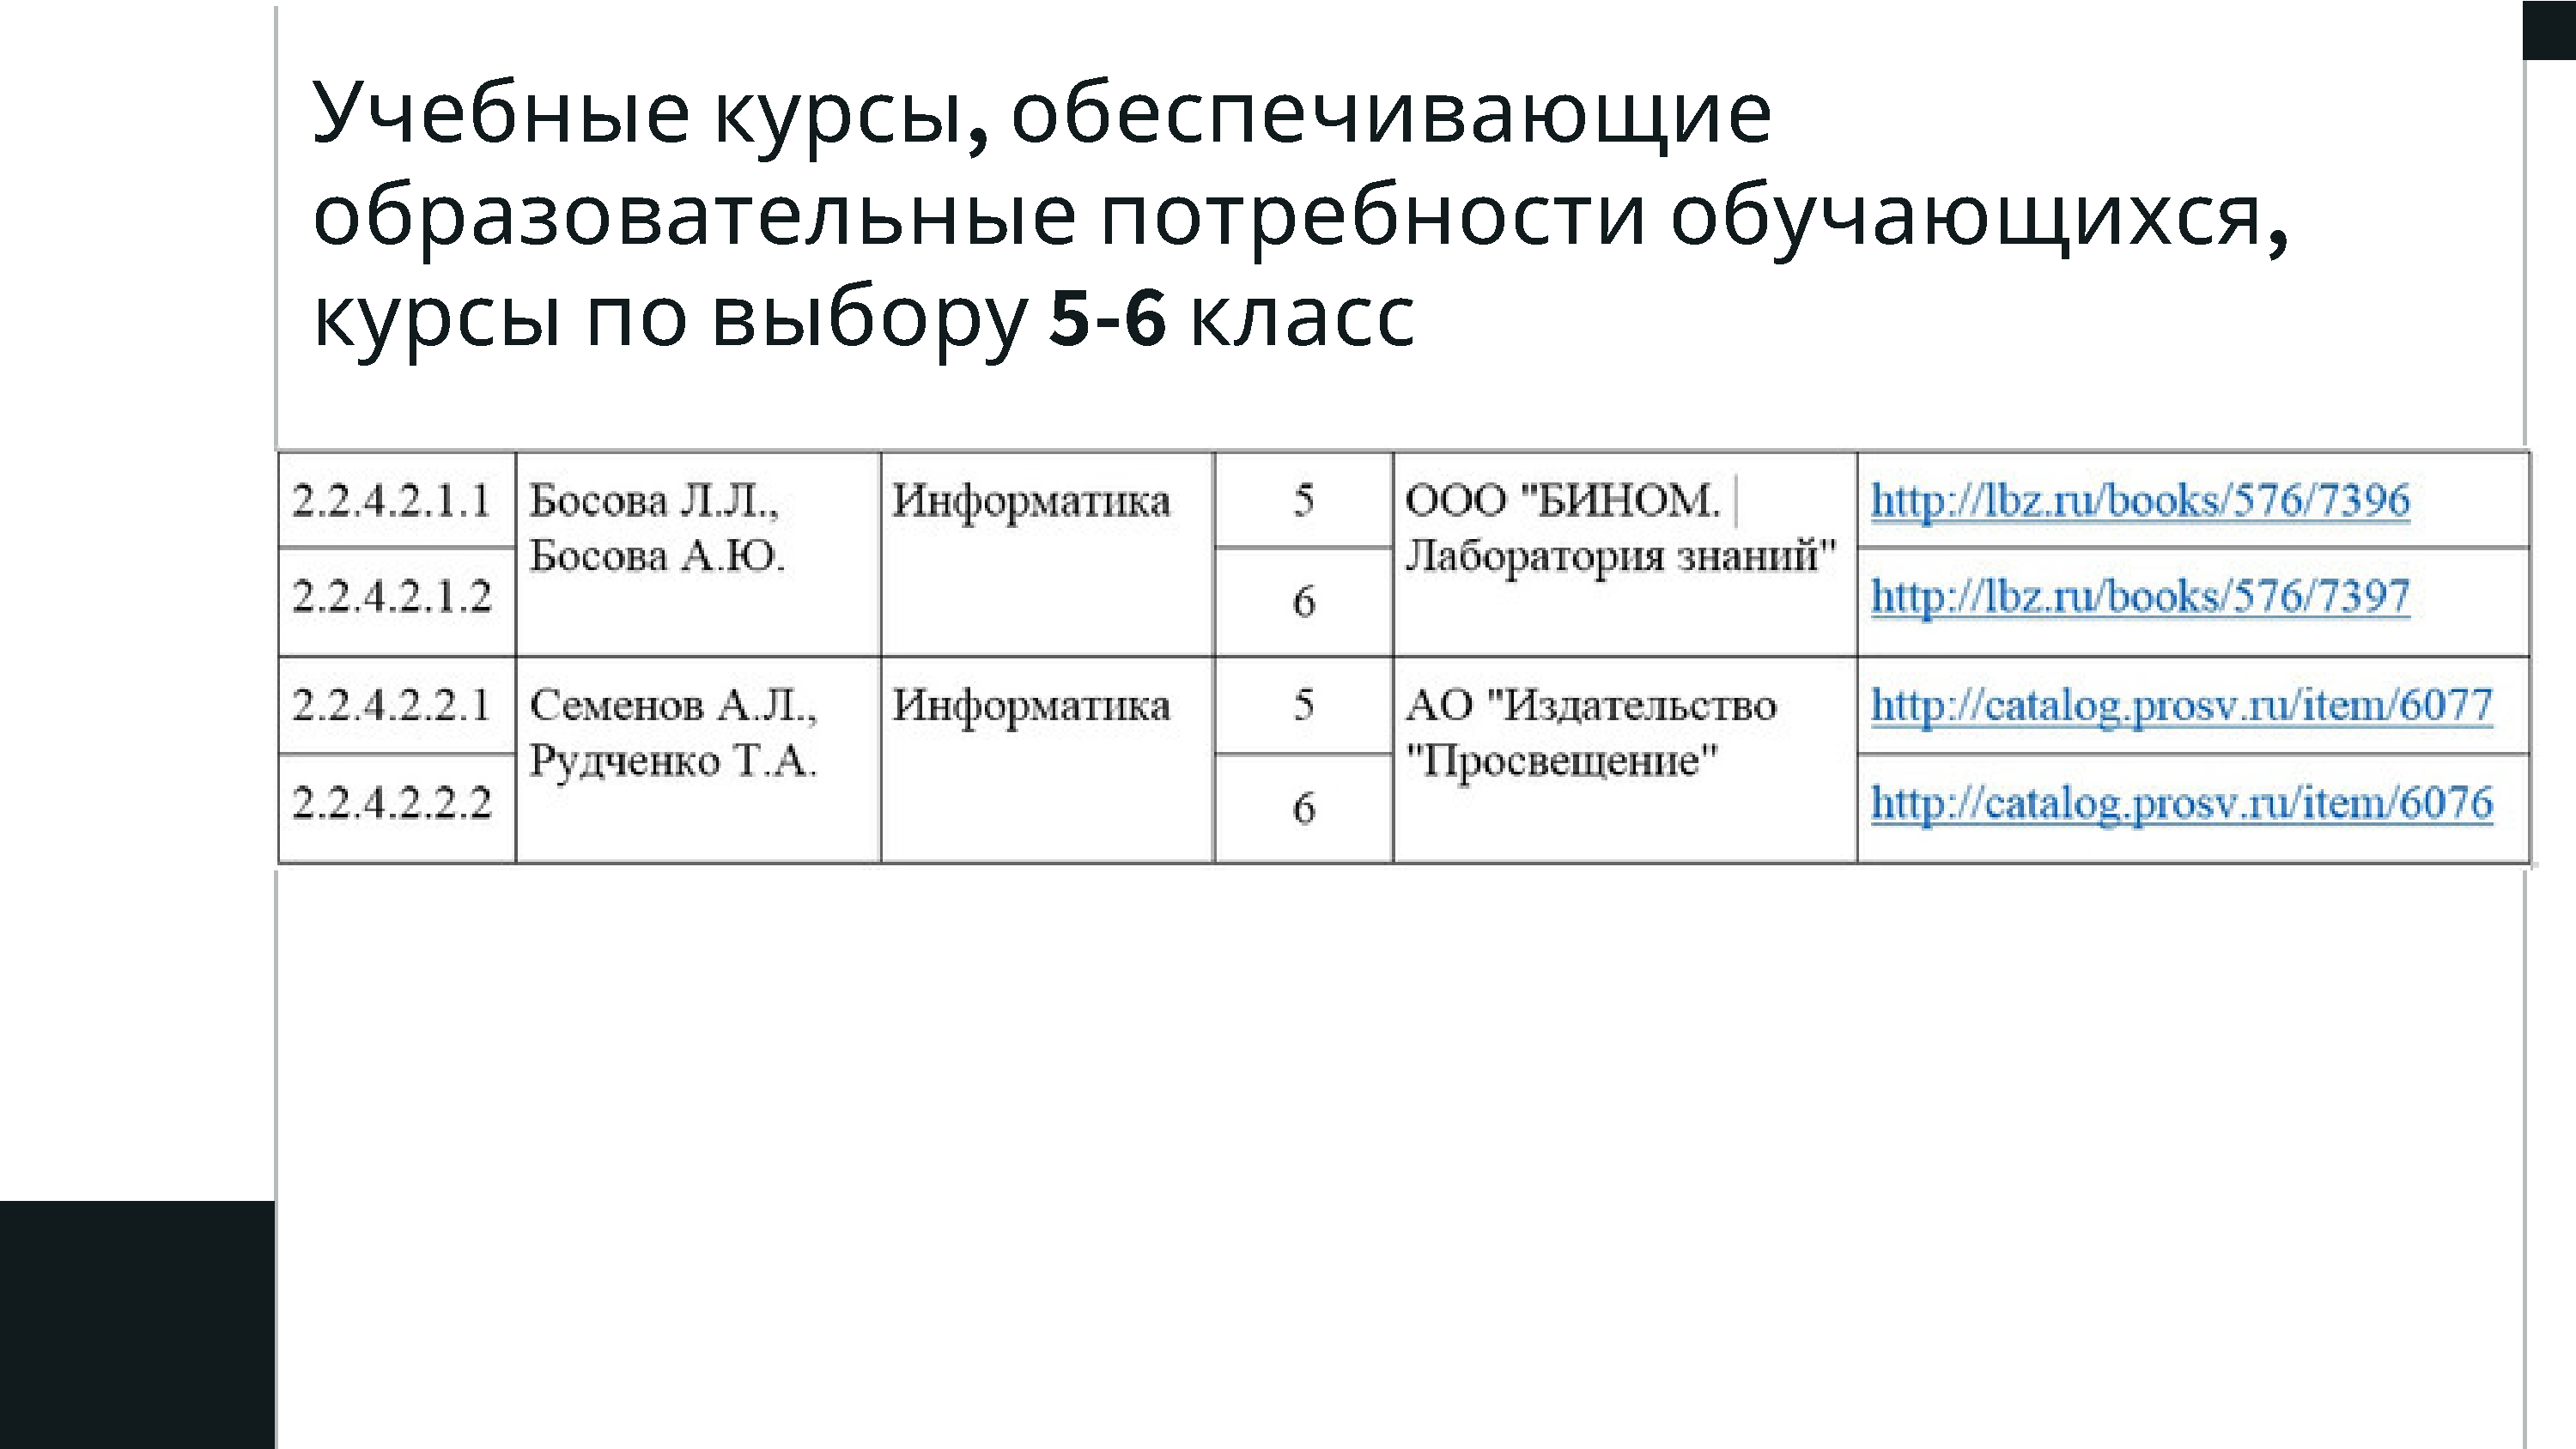 Учебные курсы, обеспечивающие
образовательные потребности обучающихся,
курсы по выбору 5-6 класс
2.2.4.2.1.1 Босова Л.Л., Информатика 5 ООО "БИНОМ. http://lbz.ru/books/576/7396
Босова А.Ю. Лаборатория знаний"
2.2.4.2.1.2 6 http://lbz.ru/books/576/7397
2.2.4.2.2.1 Семенов А.Л., Информатика 5 АО "Издательство http://catalog.prosv.ru/item/6077
Рудченко Т.А. "Просвещение"
2.2.4.2.2.2 6 http://catalog.prosv.ru/item/6076